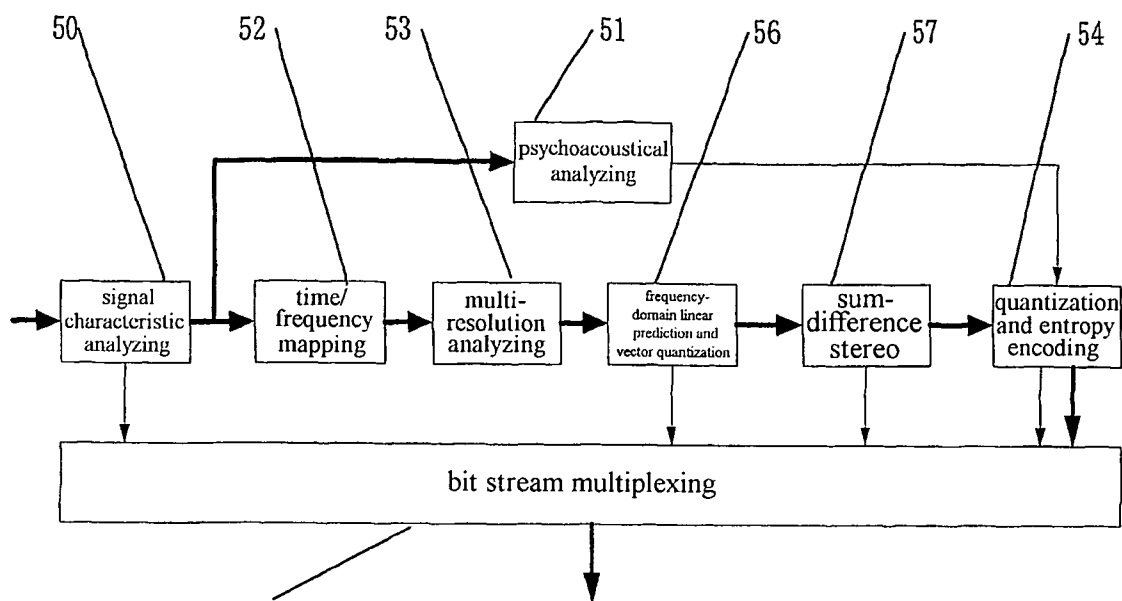 50
52
53
51
56
57
54
psychoacoustical
analyzing
signal
characteristic
analyzing
time/
frequency
mapping
multi-
resolution
analyzing
frequency-
domain linear
prediction and
vector quantization
sum-
difference
stereo
quantization
and entropy
encoding
bit stream multiplexing